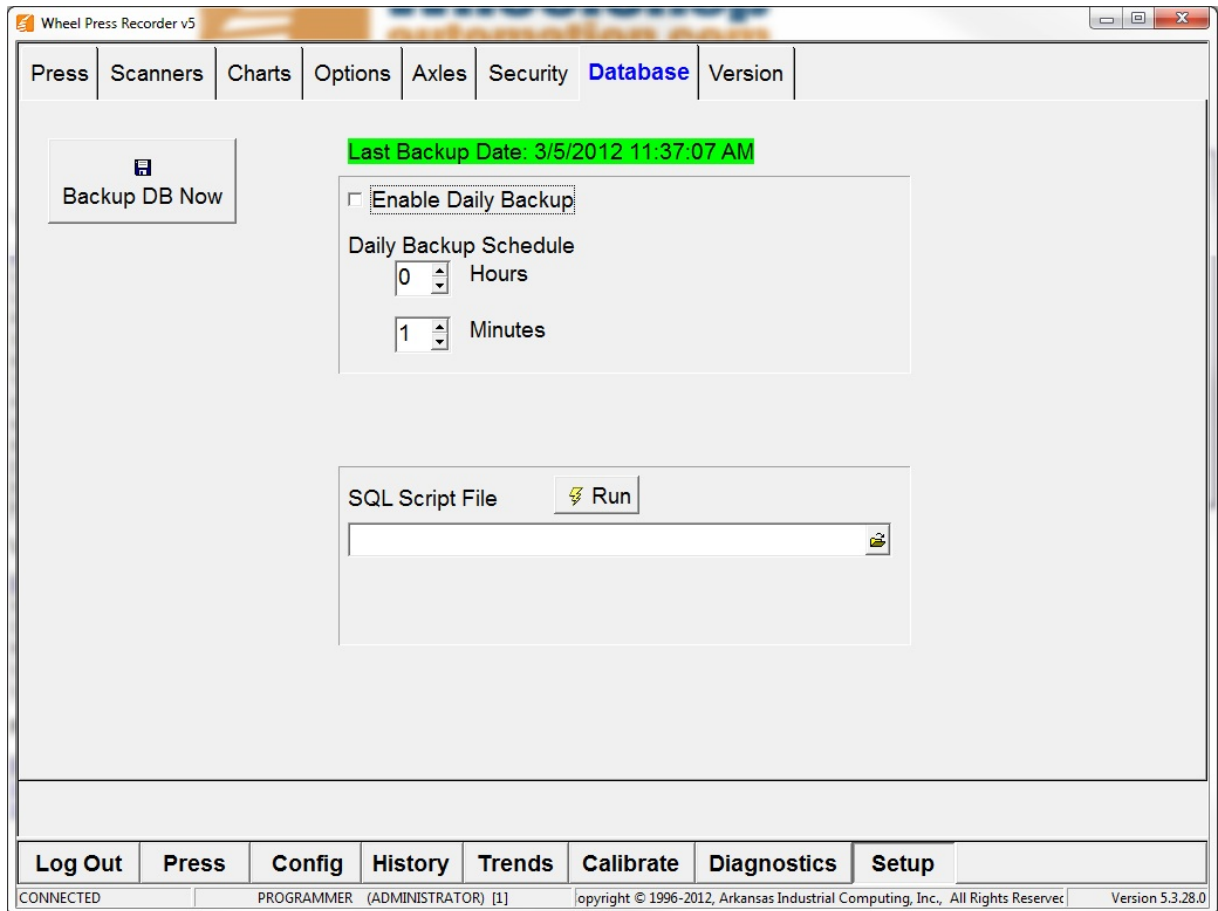 Wheel Press Recorder v5
automation.com
Press Scanners Charts Options Axles Security Database Version
Backup DB Now
Last Backup Date: 3/5/2012 11:37:07 AM
Enable Daily Backup
Daily Backup Schedule
0 Hours
1 Minutes
SQL Script File Run
Log Out Press Config History Trends Calibrate Diagnostics Setup
CONNECTED PROGRAMMER (ADMINISTRATOR) [1] opyright © 1996-2012, Arkansas Industrial Computing, Inc., All Rights Reserved Version 5.3.28.0